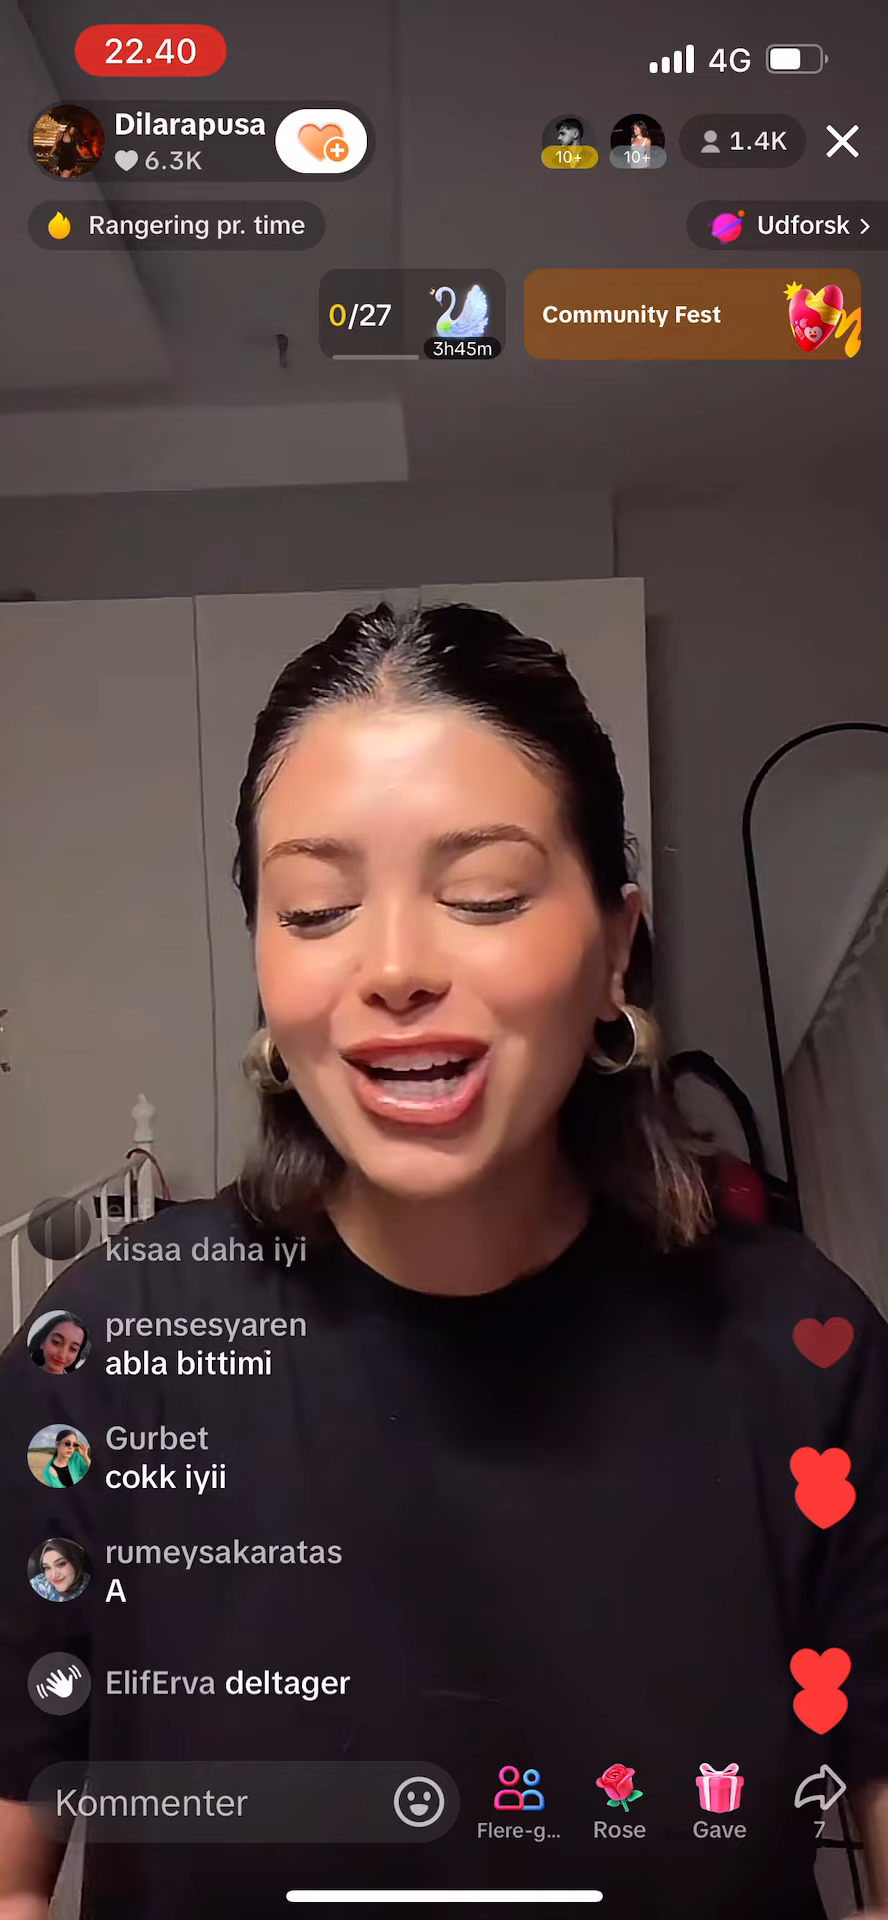 22.40
4G
Dilarapusa
6.3K
10+
10+
1.4K
Rangering pr. time
Udforsk >
0/27
3h45m
Community Fest
elif
kisaa daha iyi
prensesyaren
abla bittimi
Gurbet
cokk iyii
rumeysakaratas
A
ElifErva deltager
Kommenter
Flere-g...
Rose
Gave
7